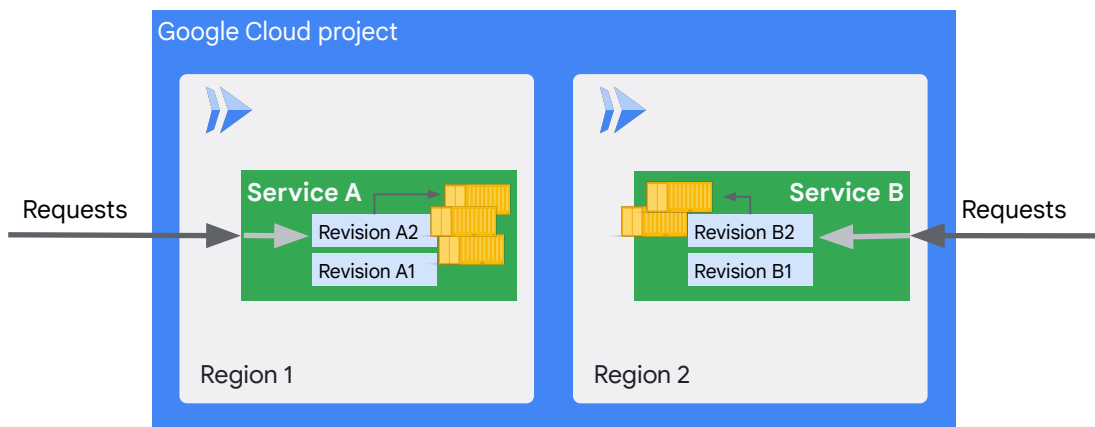 Google Cloud project
Requests
Service A
Revision A2
Revision A1
Region 1
Service B
Revision B2
Revision B1
Region 2
Requests